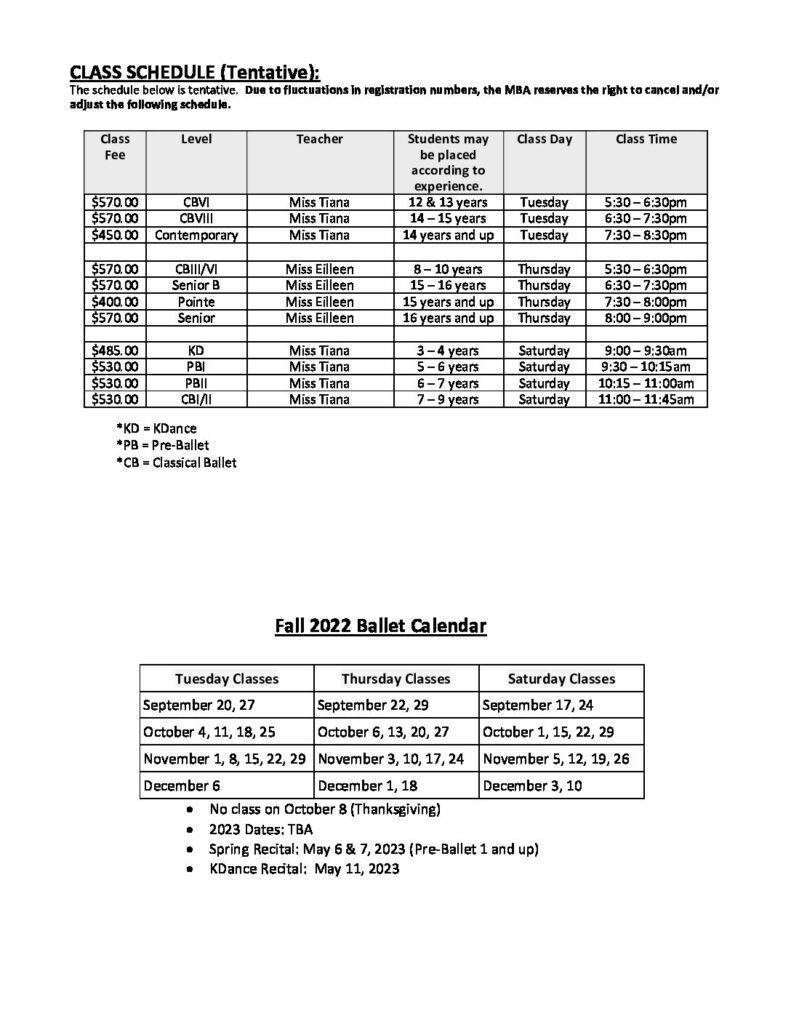 CLASS SCHEDULE (Tentative):
The schedule below is tentative. Due to fluctuations in registration numbers, the MBA reserves the right to cancel and/or
adjust the following schedule.
Class Fee Level Teacher Students may be placed according to experience. Class Day Class Time
$570.00 CBVI Miss Tiana 12 & 13 years Tuesday 5:30 – 6:30pm
$570.00 CBVIII Miss Tiana 14 – 15 years Tuesday 6:30 – 7:30pm
$450.00 Contemporary Miss Tiana 14 years and up Tuesday 7:30 – 8:30pm
$570.00 CBIII/VI Miss Eilleen 8 – 10 years Thursday 5:30 – 6:30pm
$570.00 Senior B Miss Eilleen 15 – 16 years Thursday 6:30 – 7:30pm
$400.00 Pointe Miss Eilleen 15 years and up Thursday 7:30 – 8:00pm
$570.00 Senior Miss Eilleen 16 years and up Thursday 8:00 – 9:00pm
$485.00 KD Miss Tiana 3 – 4 years Saturday 9:00 – 9:30am
$530.00 PBI Miss Tiana 5 – 6 years Saturday 9:30 – 10:15am
$530.00 PBII Miss Tiana 6 – 7 years Saturday 10:15 – 11:00am
$530.00 CBI/II Miss Tiana 7 – 9 years Saturday 11:00 – 11:45am
*KD = KDance
*PB = Pre-Ballet
*CB = Classical Ballet
Fall 2022 Ballet Calendar
Tuesday Classes Thursday Classes Saturday Classes
September 20, 27 September 22, 29 September 17, 24
October 4, 11, 18, 25 October 6, 13, 20, 27 October 1, 15, 22, 29
November 1, 8, 15, 22, 29 November 3, 10, 17, 24 November 5, 12, 19, 26
December 6 December 1, 18 December 3, 10
• No class on October 8 (Thanksgiving)
• 2023 Dates: TBA
• Spring Recital: May 6 & 7, 2023 (Pre-Ballet 1 and up)
• KDance Recital: May 11, 2023